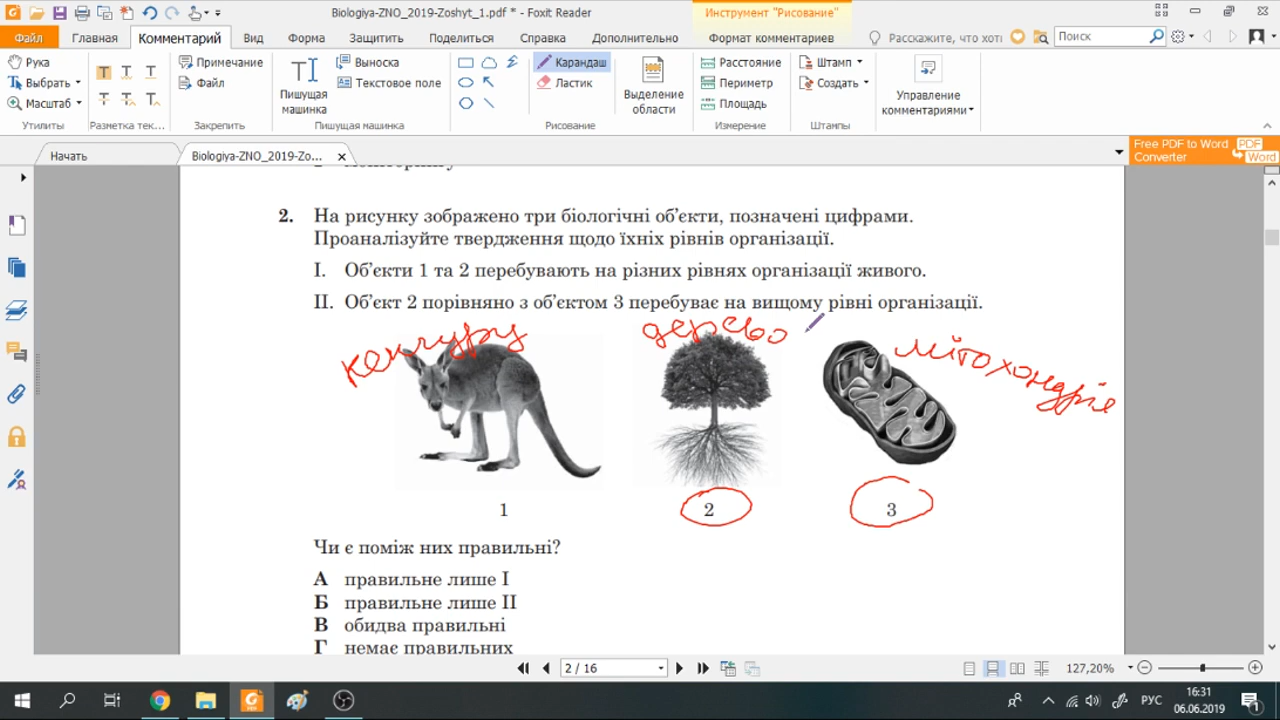 Biologiya-ZNO_2019-Zoshyt_1.pdf * - Foxit Reader
Инструмент "Рисование"
Файл
Главная
Комментарий
Вид
Форма
Защитить
Поделиться
Справка
Дополнительно
Формат комментариев
Расскажите, что хоті
Поиск
Рука
Выбрать
Масштаб
Утилиты
Разметка тек...
Примечание
Файл
Закрепить
Пишущая машинка
Выноска
Текстовое поле
Пишущая машинка
Карандаш
Ластик
Рисование
Выделение области
Расстояние
Периметр
Площадь
Измерение
Штамп
Создать
Штампы
Управление комментариями
Начать
Biologiya-ZNO_2019-Zo...
Free PDF to Word Converter
PDF
Word
2. На рисунку зображено три біологічні об’єкти, позначені цифрами.
Проаналізуйте твердження щодо їхніх рівнів організації.
I. Об’єкти 1 та 2 перебувають на різних рівнях організації живого.
II. Об’єкт 2 порівняно з об’єктом 3 перебуває на вищому рівні організації.
кенгуру
дерево
мітохондрія
1
2
3
Чи є поміж них правильні?
А правильне лише I
Б правильне лише II
В обидва правильні
Г немає правильних
2 / 16
127,20%
РУС
16:31
06.06.2019